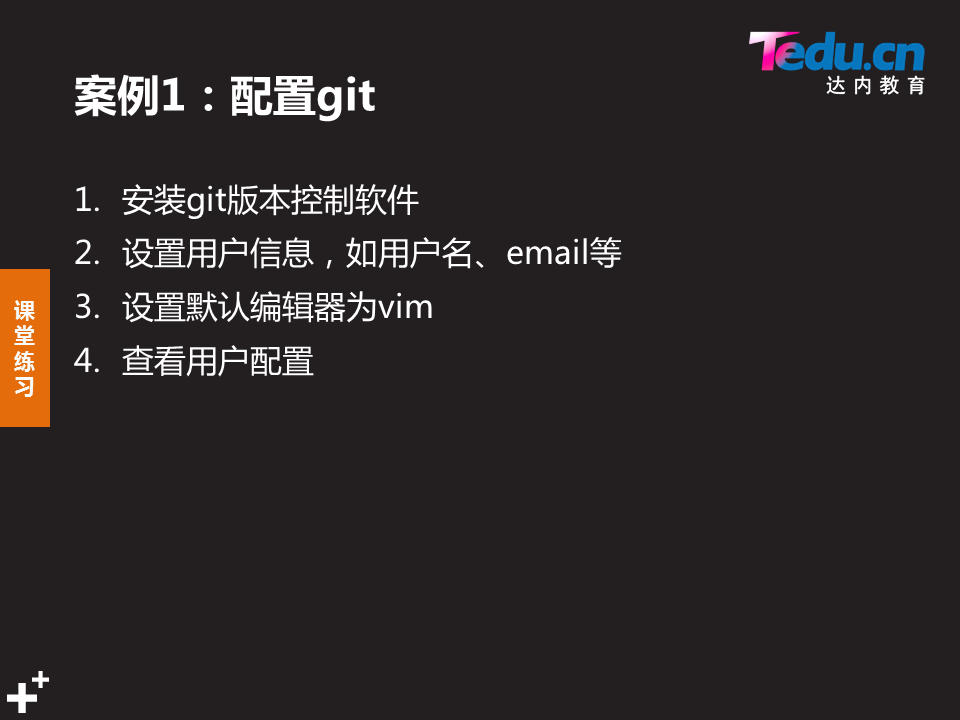 Tedu.cn
达内教育
案例1：配置git
1. 安装git版本控制软件
2. 设置用户信息，如用户名、email等
3. 设置默认编辑器为vim
4. 查看用户配置
课
堂
练
习